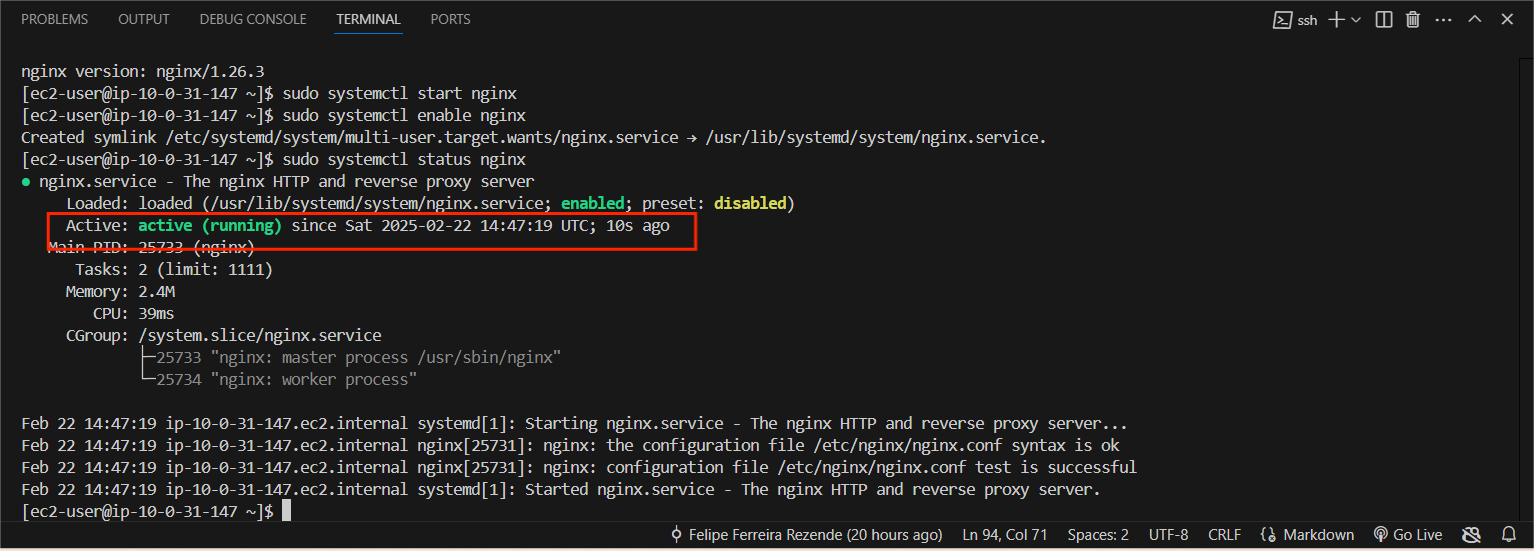 PROBLEMS OUTPUT DEBUG CONSOLE TERMINAL PORTS ssh
nginx version: nginx/1.26.3
[ec2-user@ip-10-0-31-147 ~]$ sudo systemctl start nginx
[ec2-user@ip-10-0-31-147 ~]$ sudo systemctl enable nginx
Created symlink /etc/systemd/system/multi-user.target.wants/nginx.service → /usr/lib/systemd/system/nginx.service.
[ec2-user@ip-10-0-31-147 ~]$ sudo systemctl status nginx
● nginx.service - The nginx HTTP and reverse proxy server
Loaded: loaded (/usr/lib/systemd/system/nginx.service; enabled; preset: disabled)
Active: active (running) since Sat 2025-02-22 14:47:19 UTC; 10s ago
Main PID: 25733 (nginx)
Tasks: 2 (limit: 1111)
Memory: 2.4M
CPU: 39ms
CGroup: /system.slice/nginx.service
├─25733 "nginx: master process /usr/sbin/nginx"
└─25734 "nginx: worker process"
Feb 22 14:47:19 ip-10-0-31-147.ec2.internal systemd[1]: Starting nginx.service - The nginx HTTP and reverse proxy server...
Feb 22 14:47:19 ip-10-0-31-147.ec2.internal nginx[25731]: nginx: the configuration file /etc/nginx/nginx.conf syntax is ok
Feb 22 14:47:19 ip-10-0-31-147.ec2.internal nginx[25731]: nginx: configuration file /etc/nginx/nginx.conf test is successful
Feb 22 14:47:19 ip-10-0-31-147.ec2.internal systemd[1]: Started nginx.service - The nginx HTTP and reverse proxy server.
[ec2-user@ip-10-0-31-147 ~]$
Felipe Ferreira Rezende (20 hours ago) Ln 94, Col 71 Spaces: 2 UTF-8 CRLF Markdown Go Live